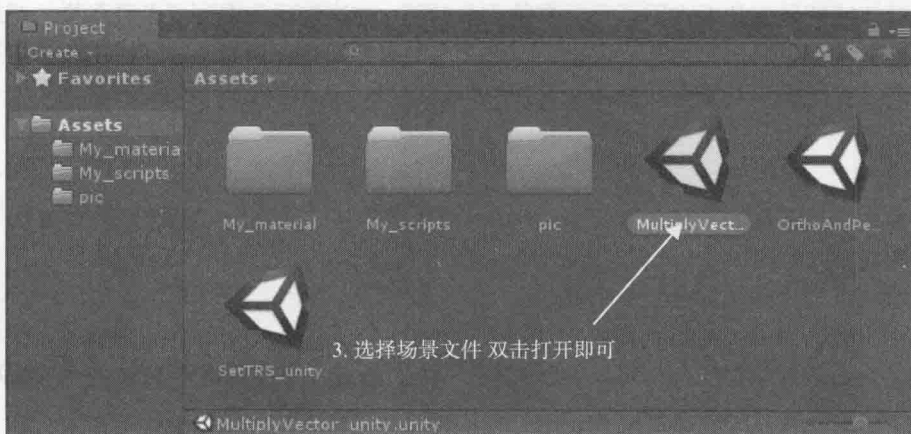 Project
Create
Favorites
Assets
Assets
My_materia
My_scripts
pic
My_material
My_scripts
pic
MultiplyVect...
OrthoAndPe...
SetTRS_unity
3. 选择场景文件 双击打开即可
MultiplyVector_unity.unity